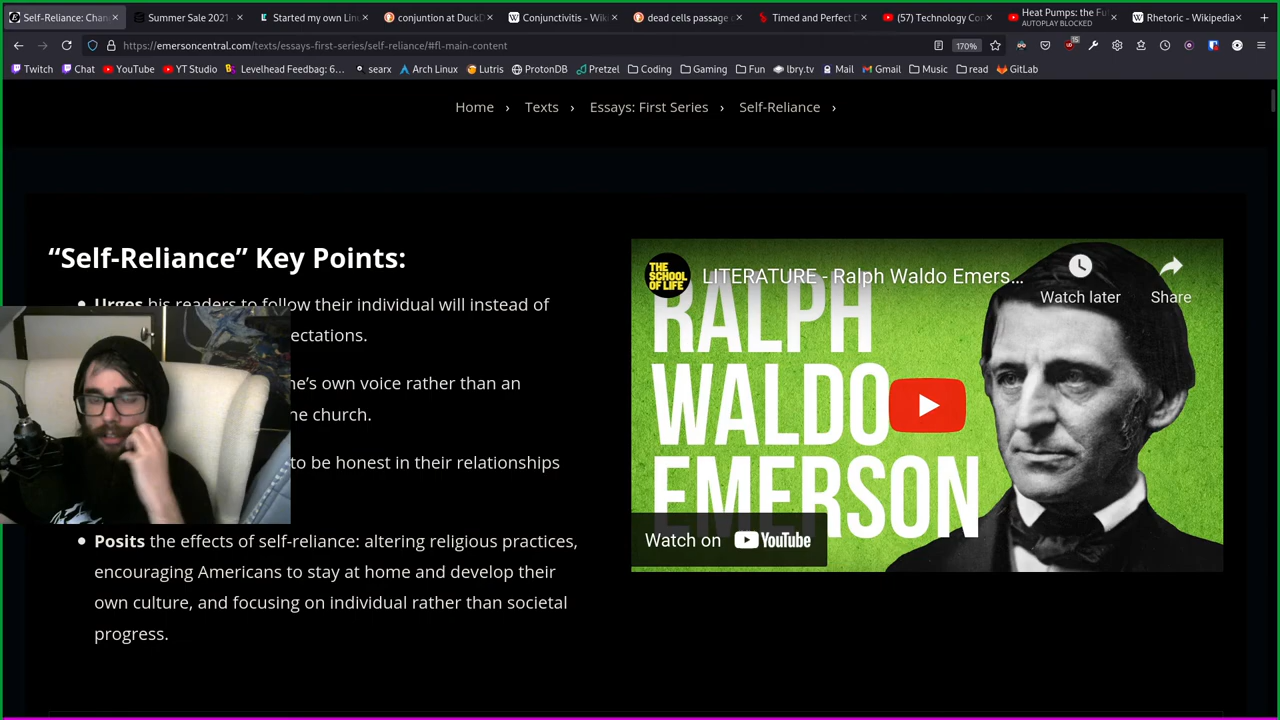 Self-Reliance: Chan
Summer Sale 2021
Started my own Lin
conjuntion at DuckD
Conjunctivitis - Wiki
dead cells passage c
Timed and Perfect D
(57) Technology Con
Heat Pumps: the Fu
AUTOPLAY BLOCKED
Rhetoric - Wikipedia
https://emersoncentral.com/texts/essays-first-series/self-reliance/#fl-main-content
170%
15
Twitch Chat YouTube YT Studio Levelhead Feedbag: 6… searx Arch Linux Lutris ProtonDB Pretzel Coding Gaming Fun lbry.tv Mail Gmail Music read GitLab
Home › Texts › Essays: First Series › Self-Reliance ›
“Self-Reliance” Key Points:
• Urges his readers to follow their individual will instead of
ectations.
ne’s own voice rather than an
ne church.
to be honest in their relationships
• Posits the effects of self-reliance: altering religious practices,
encouraging Americans to stay at home and develop their
own culture, and focusing on individual rather than societal
progress.
THE SCHOOL OF LIFE
LITERATURE - Ralph Waldo Emers…
Watch later
Share
RALPH
WALDO
EMERSON
Watch on YouTube